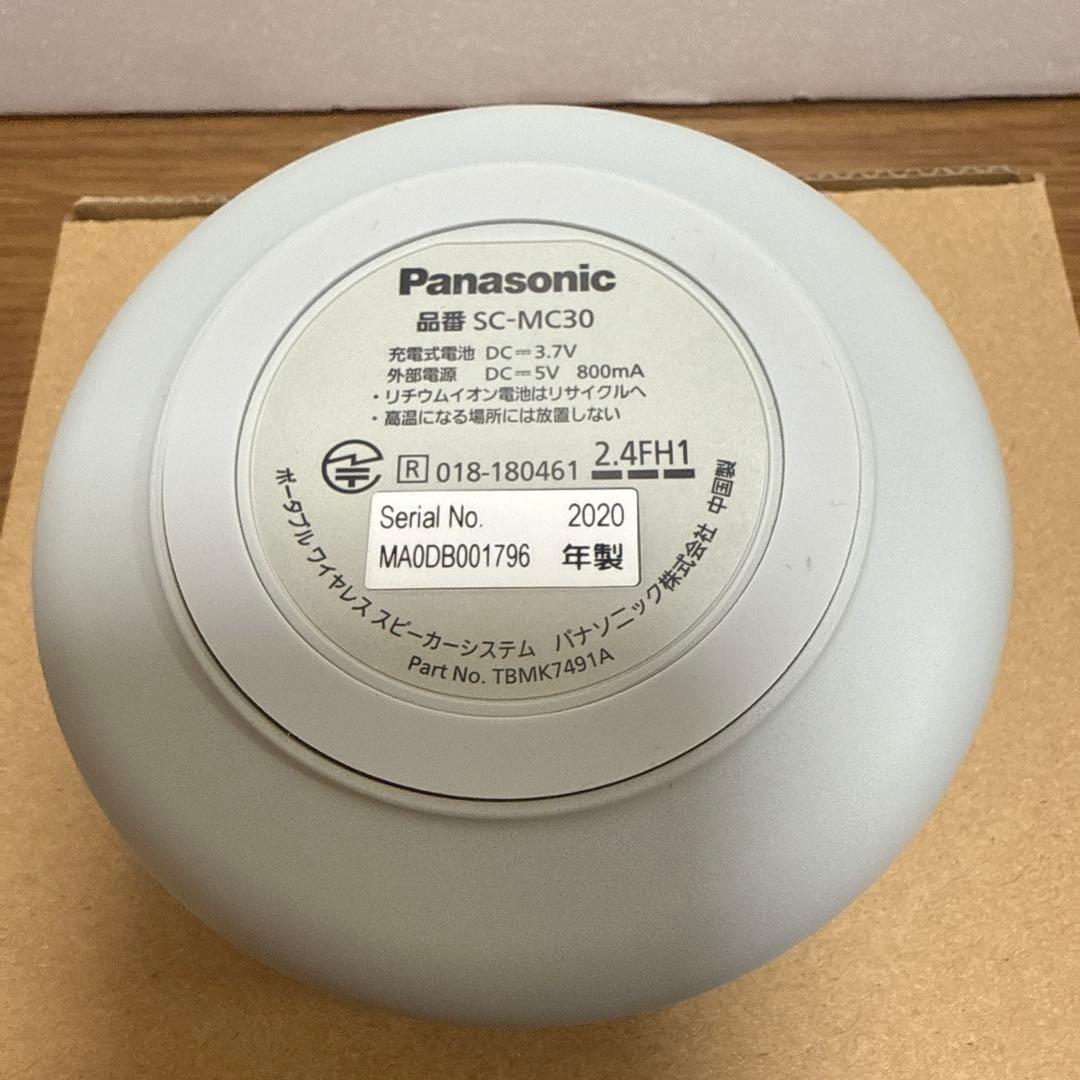 Panasonic
品番 SC-MC30
充電式電池 DC⎓3.7V
外部電源 DC⎓5V 800mA
・リチウムイオン電池はリサイクルへ
・高温になる場所には放置しない
R 018-180461 2.4FH1
Serial No. 2020
MA0DB001796 年製
ポータブルワイヤレススピーカーシステム パナソニック株式会社 中国製
Part No. TBMK7491A